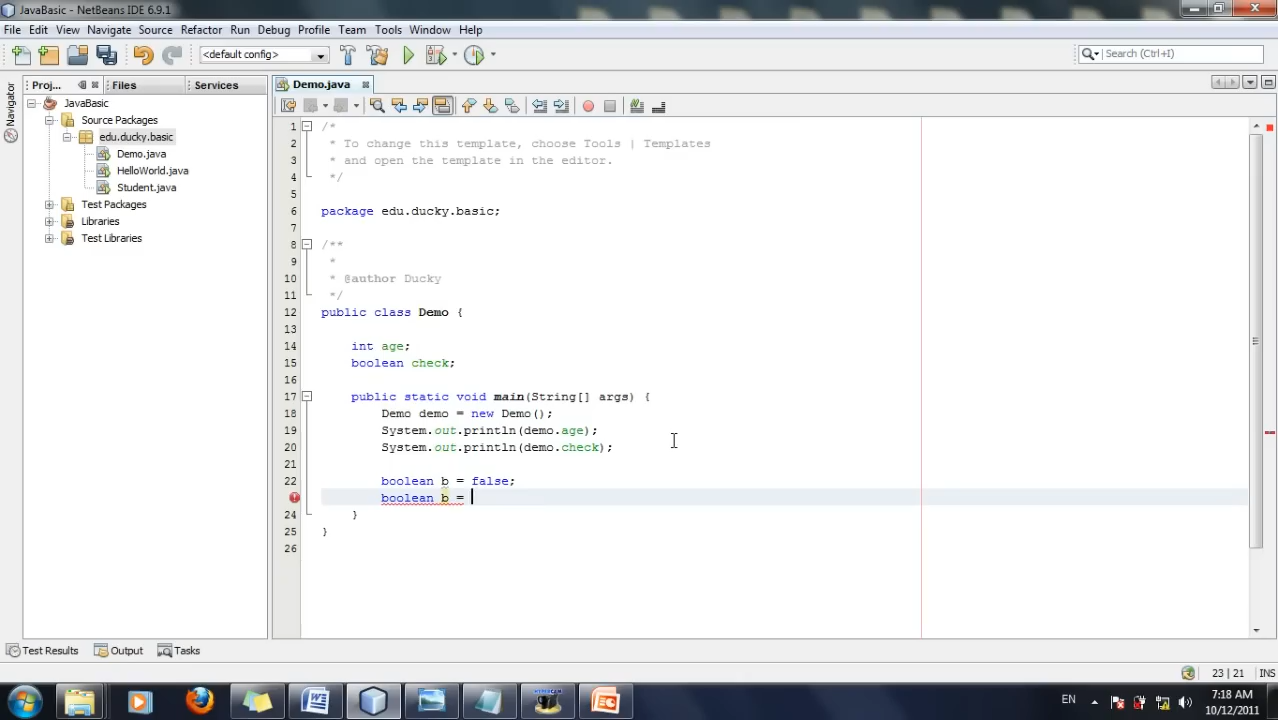 JavaBasic - NetBeans IDE 6.9.1
File Edit View Navigate Source Refactor Run Debug Profile Team Tools Window Help
<default config>
Search (Ctrl+I)
Proj... Files Services
Demo.java
Navigator
JavaBasic
Source Packages
edu.ducky.basic
Demo.java
HelloWorld.java
Student.java
Test Packages
Libraries
Test Libraries
1 /*
2 * To change this template, choose Tools | Templates
3 * and open the template in the editor.
4 */
5
6 package edu.ducky.basic;
7
8 /**
9 *
10 * @author Ducky
11 */
12 public class Demo {
13
14 int age;
15 boolean check;
16
17 public static void main(String[] args) {
18 Demo demo = new Demo();
19 System.out.println(demo.age);
20 System.out.println(demo.check);
21
22 boolean b = false;
boolean b =
24 }
25 }
26
Test Results Output Tasks
23 | 21 INS
EN
7:18 AM
10/12/2011